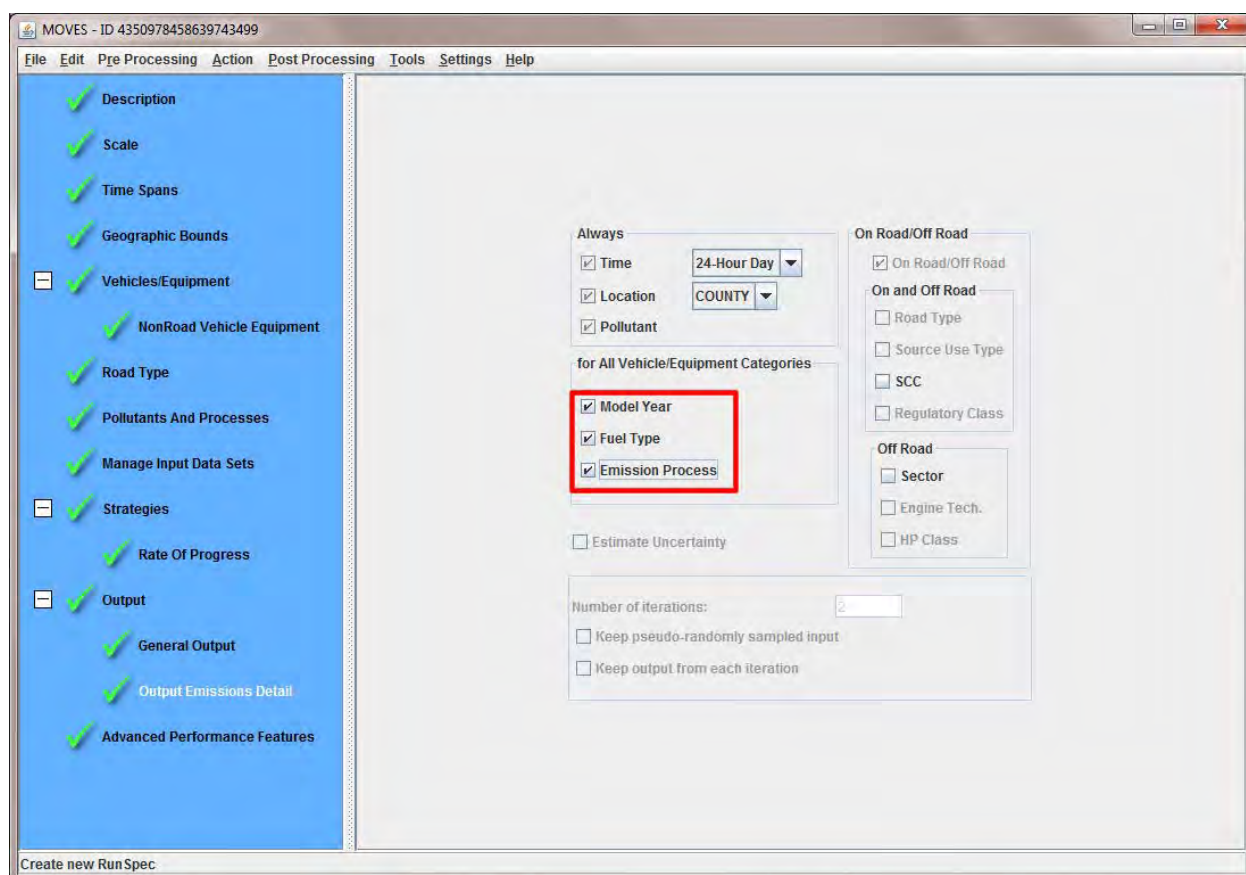 MOVES - ID 4350978458639743499
File Edit Pre Processing Action Post Processing Tools Settings Help
Description
Scale
Time Spans
Geographic Bounds
Vehicles/Equipment
NonRoad Vehicle Equipment
Road Type
Pollutants And Processes
Manage Input Data Sets
Strategies
Rate Of Progress
Output
General Output
Output Emissions Detail
Advanced Performance Features
Always
Time 24-Hour Day
Location COUNTY
Pollutant
for All Vehicle/Equipment Categories
Model Year
Fuel Type
Emission Process
Estimate Uncertainty
On Road/Off Road
On Road/Off Road
On and Off Road
Road Type
Source Use Type
SCC
Regulatory Class
Off Road
Sector
Engine Tech.
HP Class
Number of iterations: 2
Keep pseudo-randomly sampled input
Keep output from each iteration
Create new RunSpec